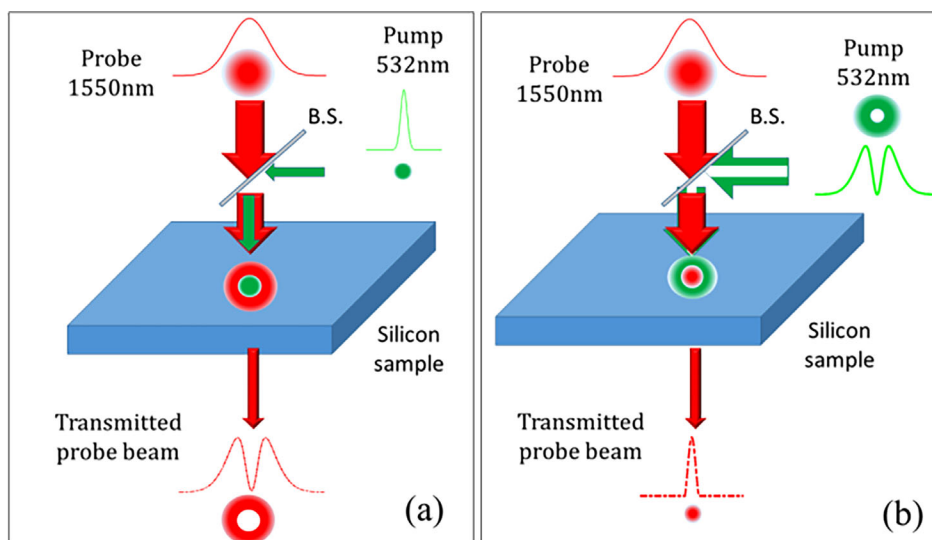 Probe
1550nm
Pump
532nm
B.S.
Silicon
sample
Transmitted
probe beam
(a)
Probe
1550nm
Pump
532nm
B.S.
Silicon
sample
Transmitted
probe beam
(b)